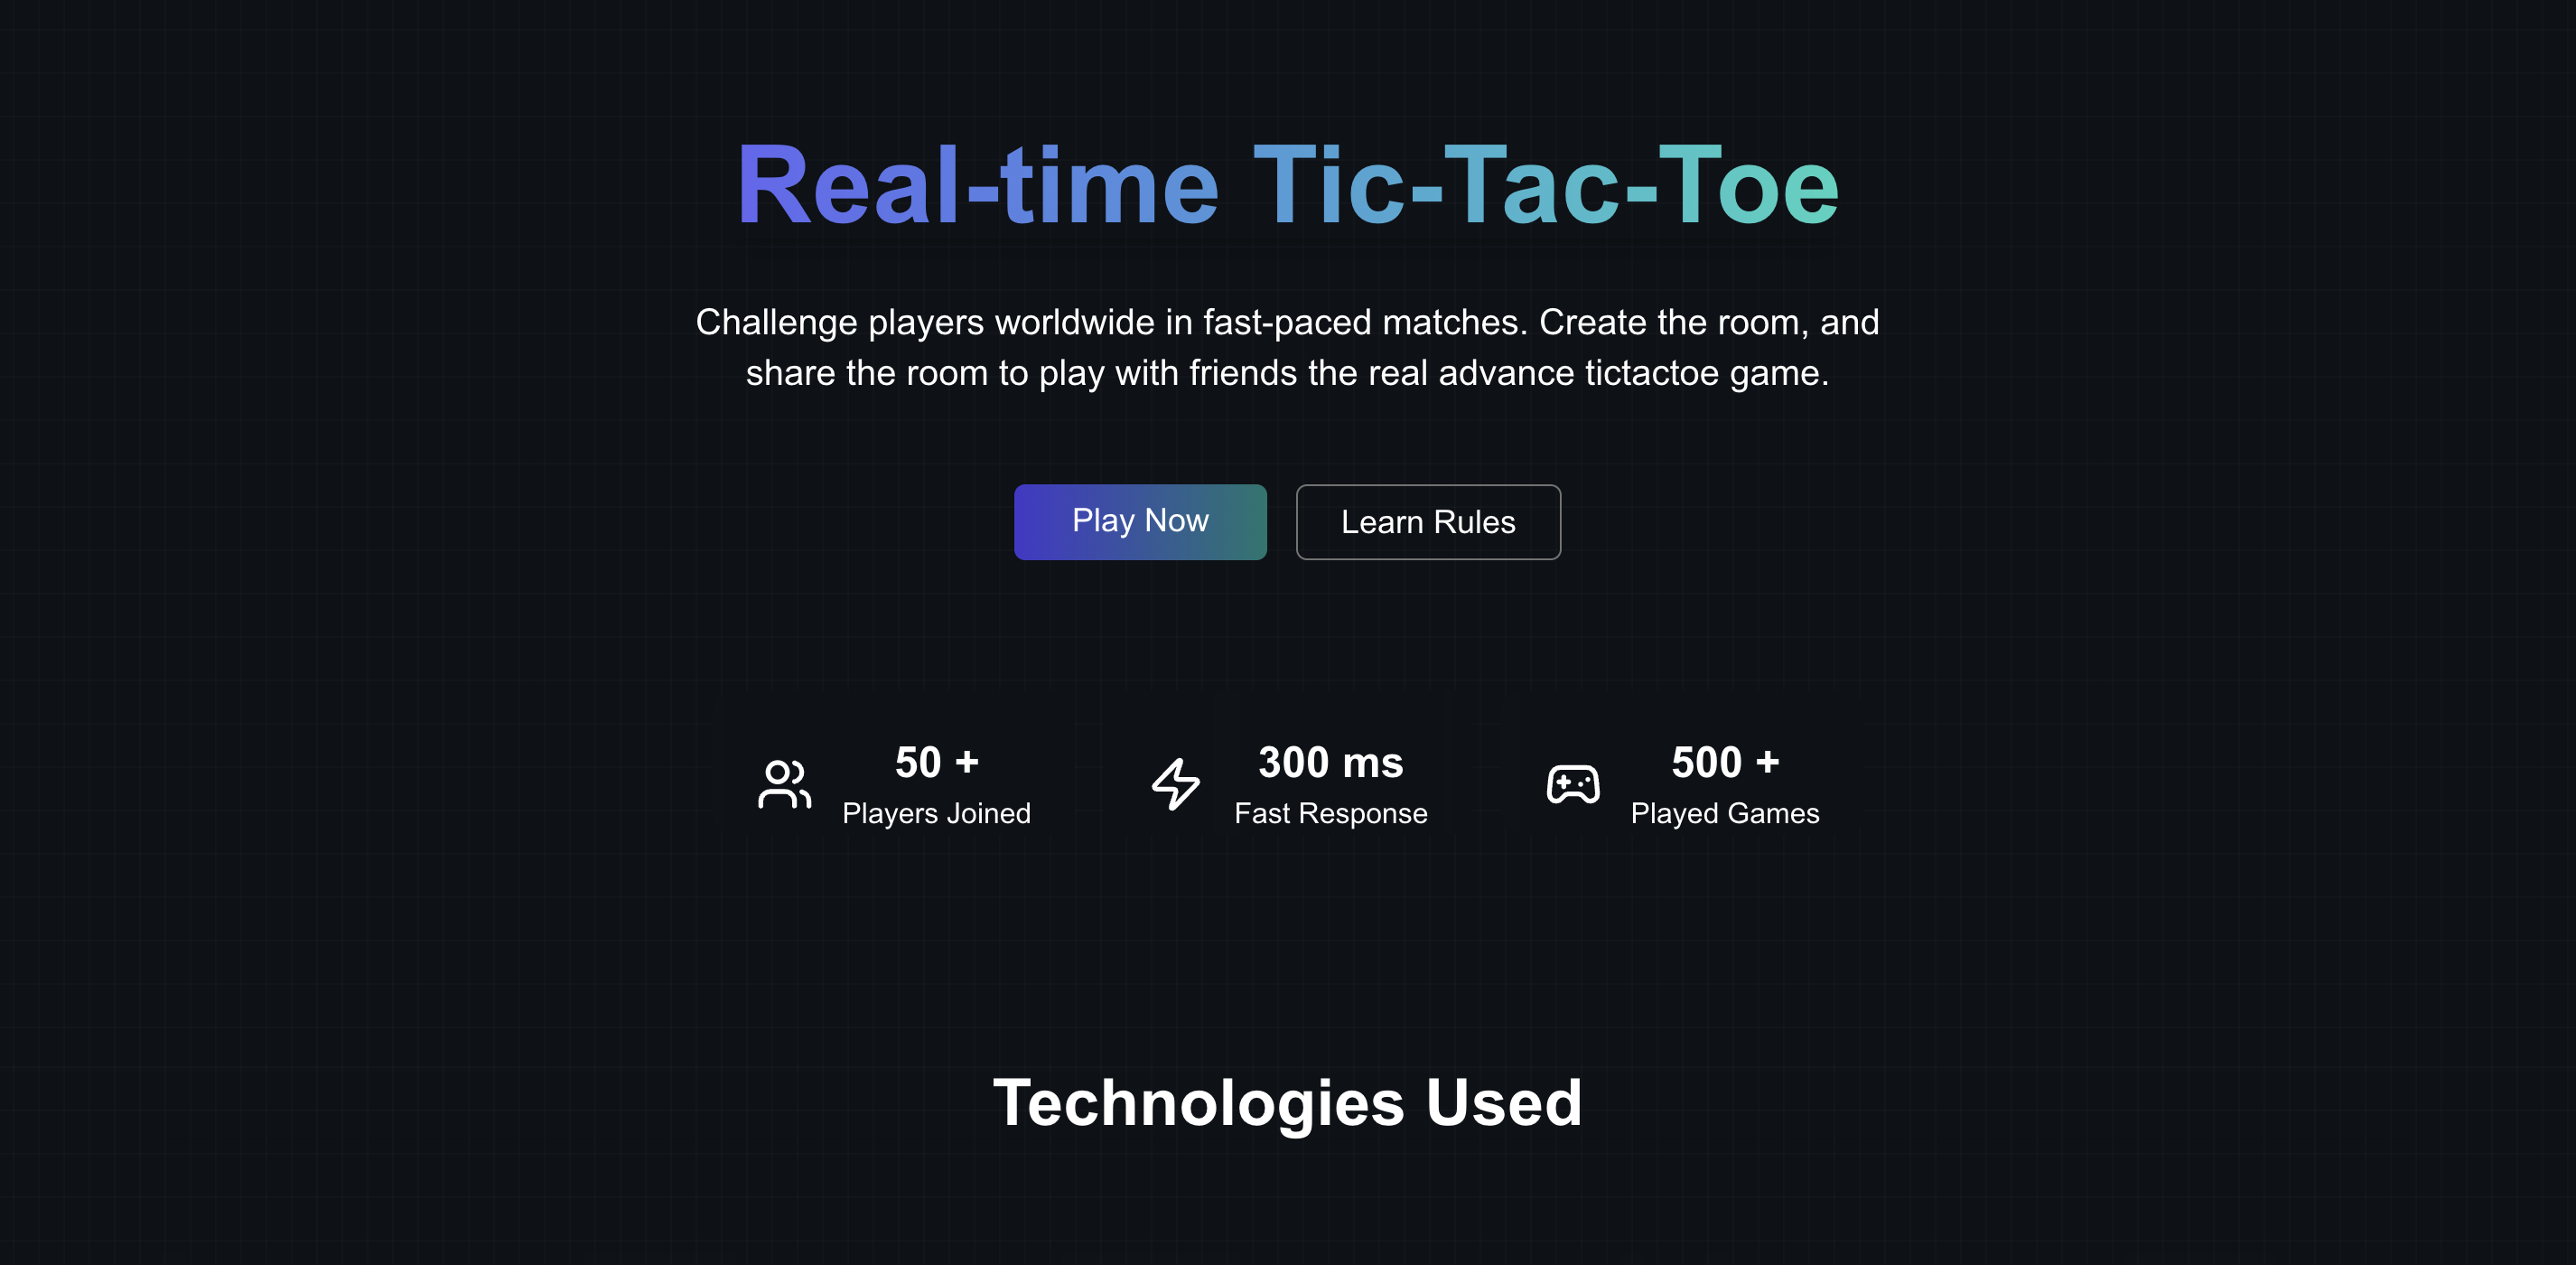 Real-time Tic-Tac-Toe
Challenge players worldwide in fast-paced matches. Create the room, and
share the room to play with friends the real advance tictactoe game.
Play Now
Learn Rules
50 +
Players Joined
300 ms
Fast Response
500 +
Played Games
Technologies Used